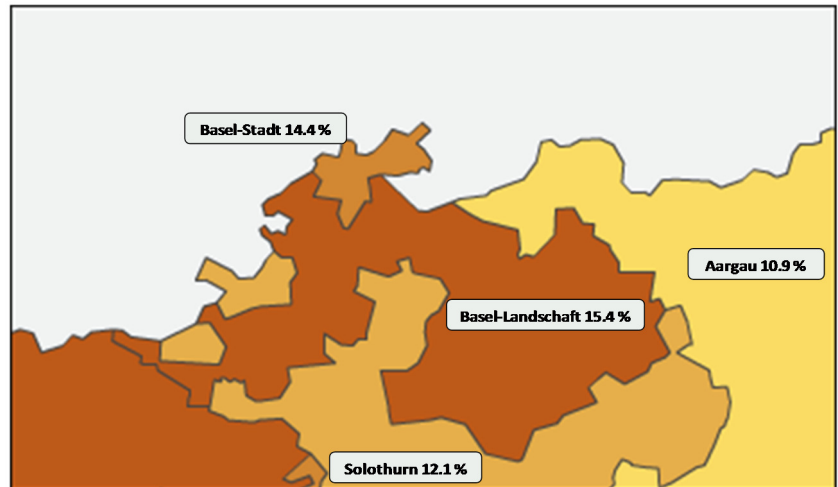 Basel-Stadt 14.4 %
Aargau 10.9 %
Basel-Landschaft 15.4 %
Solothurn 12.1 %